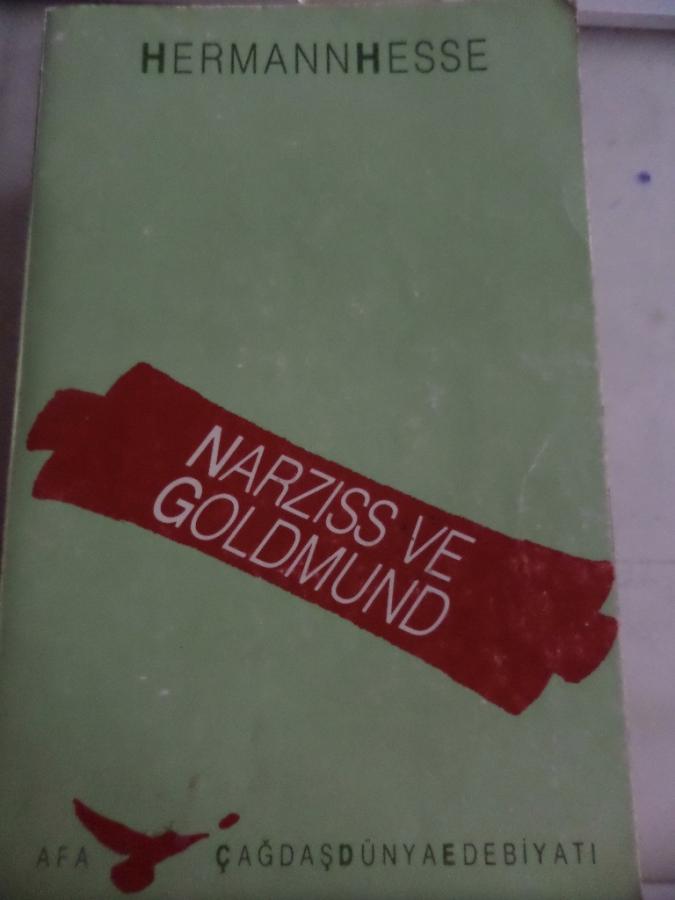 HERMANNHESSE
NARZISS VE
GOLDMUND
AFA ÇAĞDAŞDÜNYAEDEBİYATI